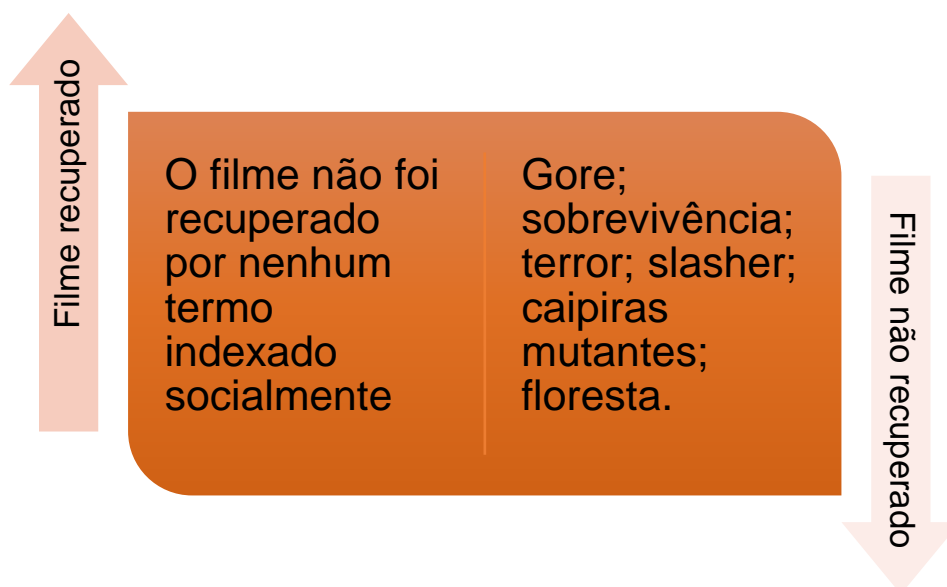 Filme recuperado
O filme não foi
recuperado
por nenhum
termo
indexado
socialmente
Gore;
sobrevivência;
terror; slasher;
caipiras
mutantes;
floresta.
Filme não recuperado